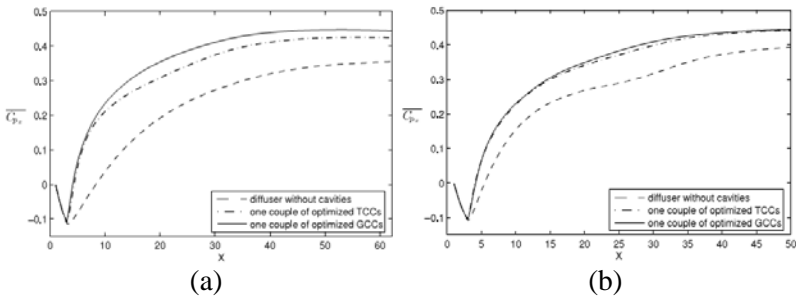 0.5
0.4
0.3
0.2
0.1
0
-0.1
0 10 20 30 40 50 60
X
diffuser without cavities
one couple of optimized TCCs
one couple of optimized GCCs
(a)
0.5
0.4
0.3
0.2
0.1
0
-0.1
0 5 10 15 20 25 30 35 40 45 50
X
diffuser without cavities
one couple of optimized TCCs
one couple of optimized GCCs
(b)